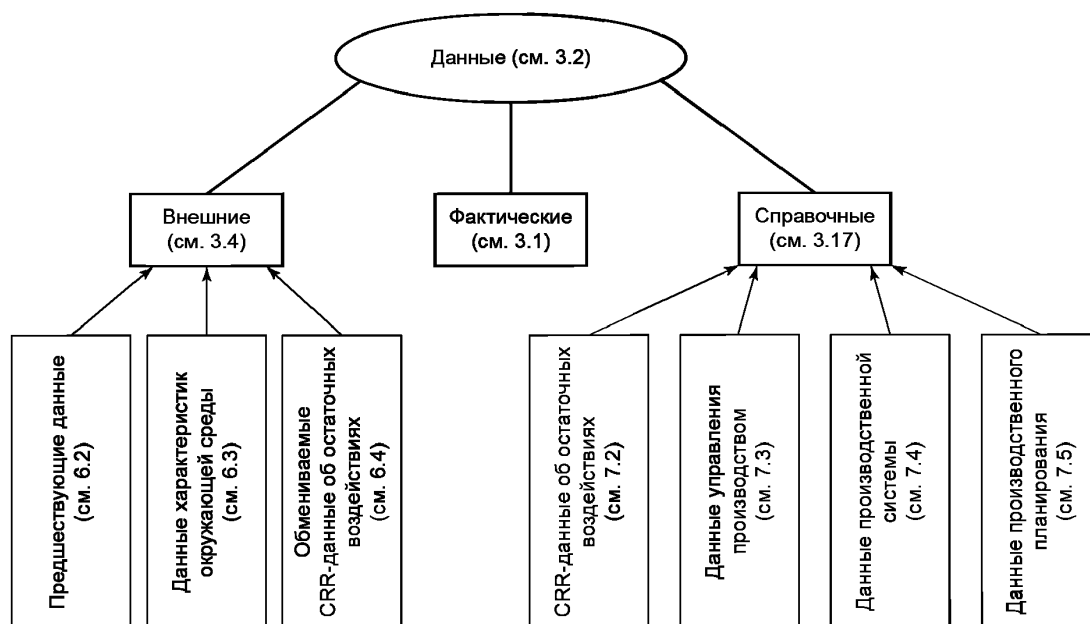 Данные (см. 3.2)
Внешние
(см. 3.4)
Фактические
(см. 3.1)
Справочные
(см. 3.17)
Предшествующие данные
(см. 6.2)
Данные характеристик
окружающей среды
(см. 6.3)
Обмениваемые
CRR-данные об остаточных
воздействиях
(см. 6.4)
CRR-данные об остаточных
воздействиях
(см. 7.2)
Данные управления
производством
(см. 7.3)
Данные производственной
системы
(см. 7.4)
Данные производственного
планирования
(см. 7.5)